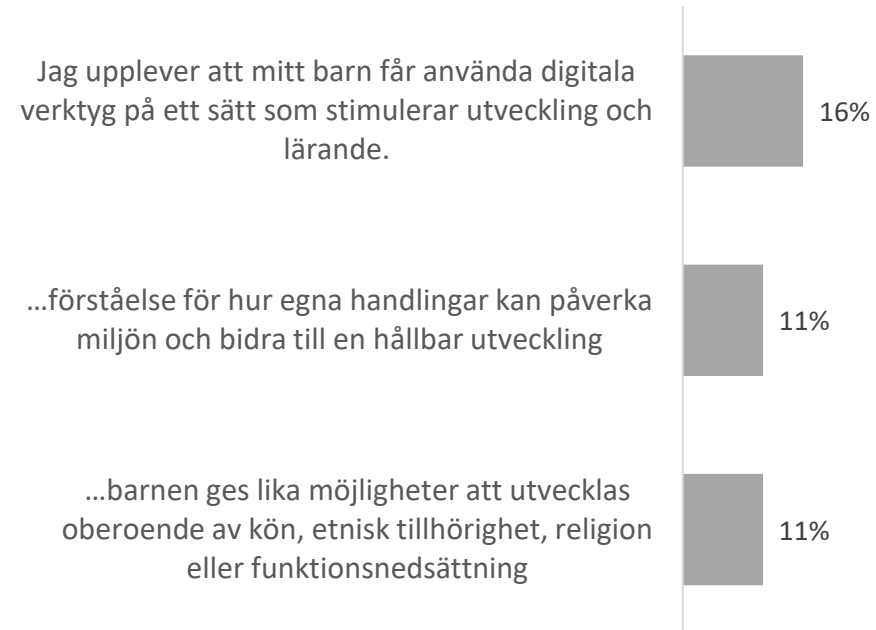 Jag upplever att mitt barn får använda digitala
verktyg på ett sätt som stimulerar utveckling och
lärande.
16%
…förståelse för hur egna handlingar kan påverka
miljön och bidra till en hållbar utveckling
11%
…barnen ges lika möjligheter att utvecklas
oberoende av kön, etnisk tillhörighet, religion
eller funktionsnedsättning
11%